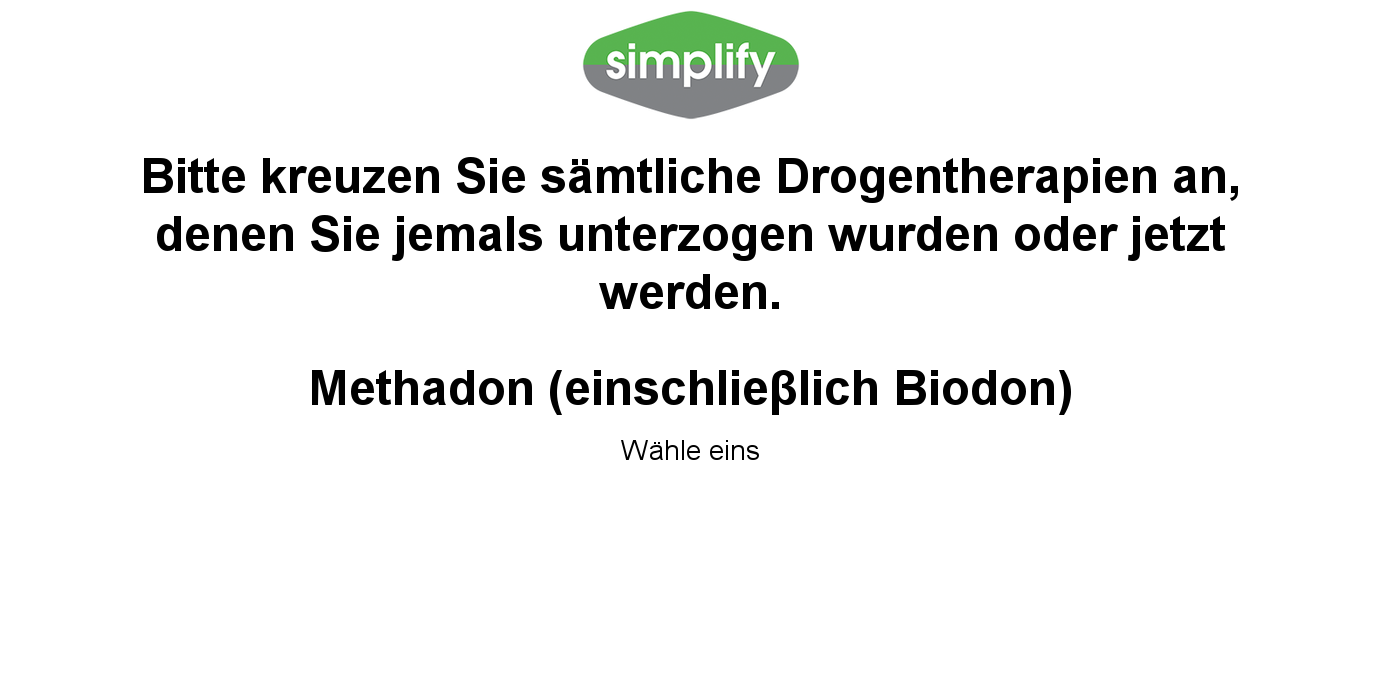 simplify
Bitte kreuzen Sie sämtliche Drogentherapien an,
denen Sie jemals unterzogen wurden oder jetzt
werden.
Methadon (einschlieβlich Biodon)
Wähle eins